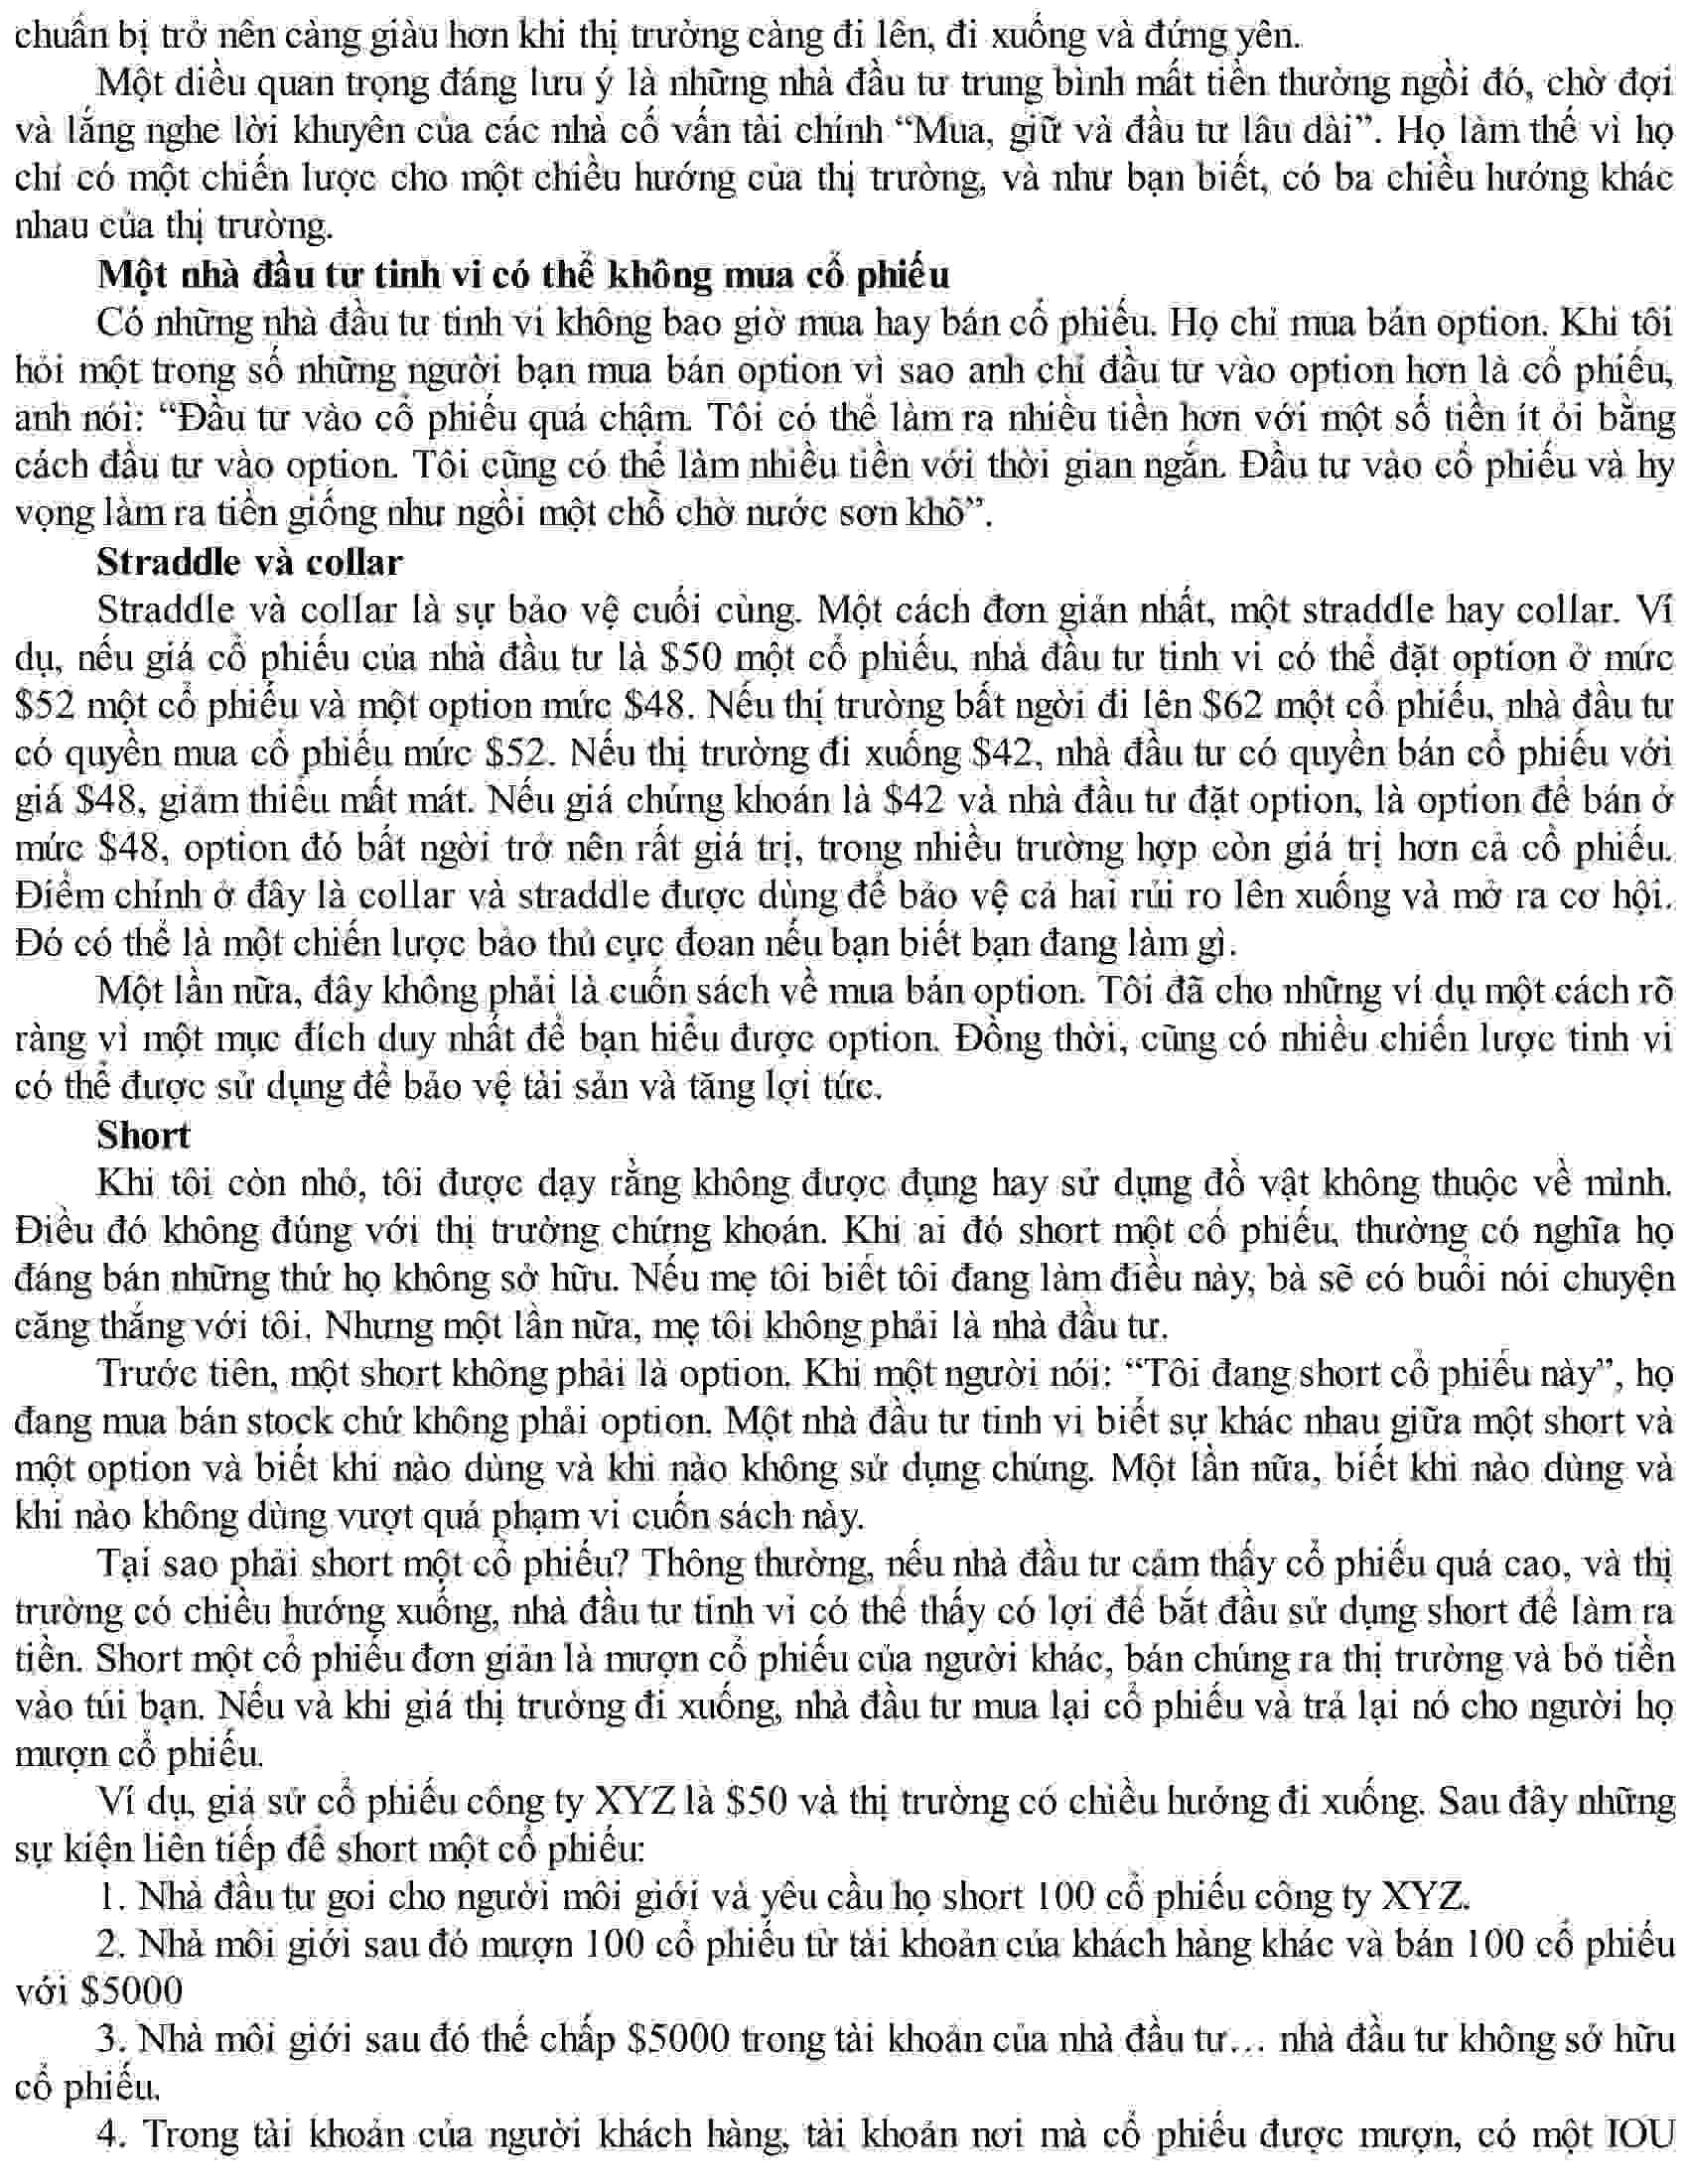 chuẩn bị trở nên càng giàu hơn khi thị trường càng đi lên, đi xuống và đứng yên.
Một diều quan trọng đáng lưu ý là những nhà đầu tư trung bình mất tiền thường ngồi đó, chờ đợi
và lắng nghe lời khuyên của các nhà cố vấn tài chính “Mua, giữ và đầu tư lâu dài”. Họ làm thế vì họ
chỉ có một chiến lược cho một chiều hướng của thị trường, và như bạn biết, có ba chiều hướng khác
nhau của thị trường.
Một nhà đầu tư tinh vi có thể không mua cổ phiếu
Có những nhà đầu tư tinh vi không bao giờ mua hay bán cổ phiếu. Họ chỉ mua bán option. Khi tôi
hỏi một trong số những người bạn mua bán option vì sao anh chỉ đầu tư vào option hơn là cổ phiếu,
anh nói: “Đầu tư vào cổ phiếu quá chậm. Tôi có thể làm ra nhiều tiền hơn với một số tiền ít ỏi bằng
cách đầu tư vào option. Tôi cũng có thể làm nhiều tiền với thời gian ngắn. Đầu tư vào cổ phiếu và hy
vọng làm ra tiền giống như ngồi một chỗ chờ nước sơn khô”.
Straddle và collar
Straddle và collar là sự bảo vệ cuối cùng. Một cách đơn giản nhất, một straddle hay collar. Ví
dụ, nếu giá cổ phiếu của nhà đầu tư là $50 một cổ phiếu, nhà đầu tư tinh vi có thể đặt option ở mức
$52 một cổ phiếu và một option mức $48. Nếu thị trường bất ngời đi lên $62 một cổ phiếu, nhà đầu tư
có quyền mua cổ phiếu mức $52. Nếu thị trường đi xuống $42, nhà đầu tư có quyền bán cổ phiếu với
giá $48, giảm thiểu mất mát. Nếu giá chứng khoán là $42 và nhà đầu tư đặt option, là option để bán ở
mức $48, option đó bất ngời trở nên rất giá trị, trong nhiều trường hợp còn giá trị hơn cả cổ phiếu.
Điểm chính ở đây là collar và straddle được dùng để bảo vệ cả hai rủi ro lên xuống và mở ra cơ hội.
Đó có thể là một chiến lược bảo thủ cực đoan nếu bạn biết bạn đang làm gì.
Một lần nữa, đây không phải là cuốn sách về mua bán option. Tôi đã cho những ví dụ một cách rõ
ràng vì một mục đích duy nhất để bạn hiểu được option. Đồng thời, cũng có nhiều chiến lược tinh vi
có thể được sử dụng để bảo vệ tài sản và tăng lợi tức.
Short
Khi tôi còn nhỏ, tôi được dạy rằng không được đụng hay sử dụng đồ vật không thuộc về mình.
Điều đó không đúng với thị trường chứng khoán. Khi ai đó short một cổ phiếu, thường có nghĩa họ
đáng bán những thứ họ không sở hữu. Nếu mẹ tôi biết tôi đang làm điều này, bà sẽ có buổi nói chuyện
căng thẳng với tôi. Nhưng một lần nữa, mẹ tôi không phải là nhà đầu tư.
Trước tiên, một short không phải là option. Khi một người nói: “Tôi đang short cổ phiếu này”, họ
đang mua bán stock chứ không phải option. Một nhà đầu tư tinh vi biết sự khác nhau giữa một short và
một option và biết khi nào dùng và khi nào không sử dụng chúng. Một lần nữa, biết khi nào dùng và
khi nào không dùng vượt quá phạm vi cuốn sách này.
Tại sao phải short một cổ phiếu? Thông thường, nếu nhà đầu tư cảm thấy cổ phiếu quá cao, và thị
trường có chiều hướng xuống, nhà đầu tư tinh vi có thể thấy có lợi để bắt đầu sử dụng short để làm ra
tiền. Short một cổ phiếu đơn giản là mượn cổ phiếu của người khác, bán chúng ra thị trường và bỏ tiền
vào túi bạn. Nếu và khi giá thị trường đi xuống, nhà đầu tư mua lại cổ phiếu và trả lại nó cho người họ
mượn cổ phiếu.
Ví dụ, giả sử cổ phiếu công ty XYZ là $50 và thị trường có chiều hướng đi xuống. Sau đây những
sự kiện liên tiếp để short một cổ phiếu:
1. Nhà đầu tư goi cho người môi giới và yêu cầu họ short 100 cổ phiếu công ty XYZ.
2. Nhà môi giới sau đó mượn 100 cổ phiếu từ tài khoản của khách hàng khác và bán 100 cổ phiếu
với $5000
3. Nhà môi giới sau đó thế chấp $5000 trong tài khoản của nhà đầu tư… nhà đầu tư không sở hữu
cổ phiếu.
4. Trong tài khoản của người khách hàng, tài khoản nơi mà cổ phiếu được mượn, có một IOU